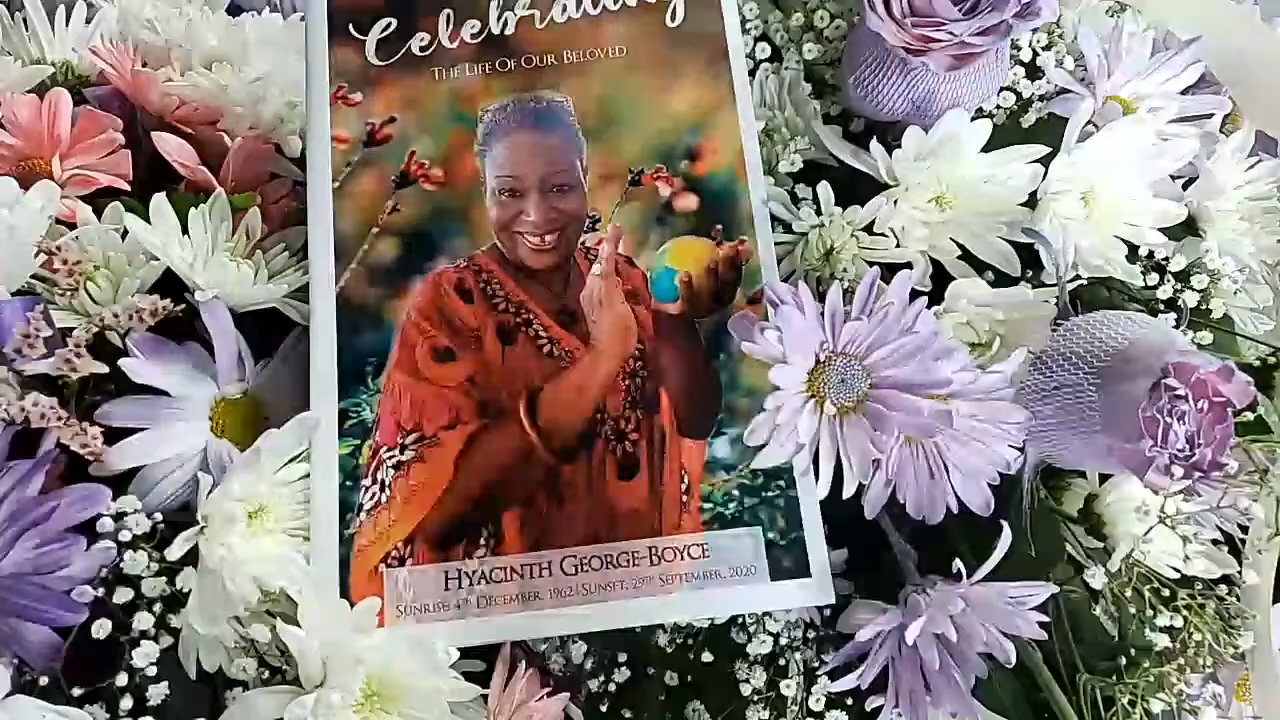 Celebrating
THE LIFE OF OUR BELOVED
HYACINTH GEORGE-BOYCE
SUNRISE: 4TH DECEMBER, 1962 | SUNSET: 29TH SEPTEMBER, 2020